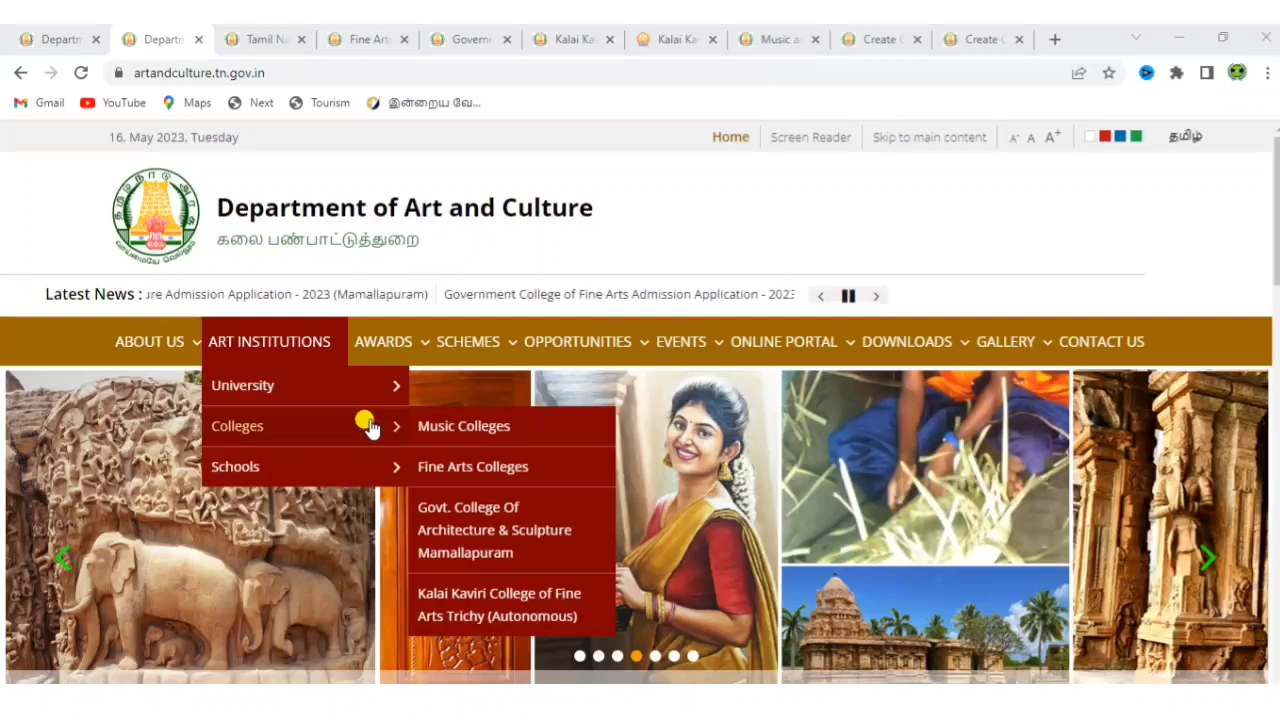 Departm
Departn
Tamil Na
Fine Art
Govern
Kalai Ka
Kalai Ka
Music a
Create
Create
artandculture.tn.gov.in
Gmail YouTube Maps Next Tourism இன்றைய வே...
16, May 2023, Tuesday
Home Screen Reader Skip to main content A- A A+ தமிழ்
Department of Art and Culture
கலை பண்பாட்டுத்துறை
Latest News : ure Admission Application - 2023 (Mamallapuram) Government College of Fine Arts Admission Application - 2023
ABOUT US ART INSTITUTIONS AWARDS SCHEMES OPPORTUNITIES EVENTS ONLINE PORTAL DOWNLOADS GALLERY CONTACT US
University
Colleges
Schools
Music Colleges
Fine Arts Colleges
Govt. College Of
Architecture & Sculpture
Mamallapuram
Kalai Kaviri College of Fine
Arts Trichy (Autonomous)